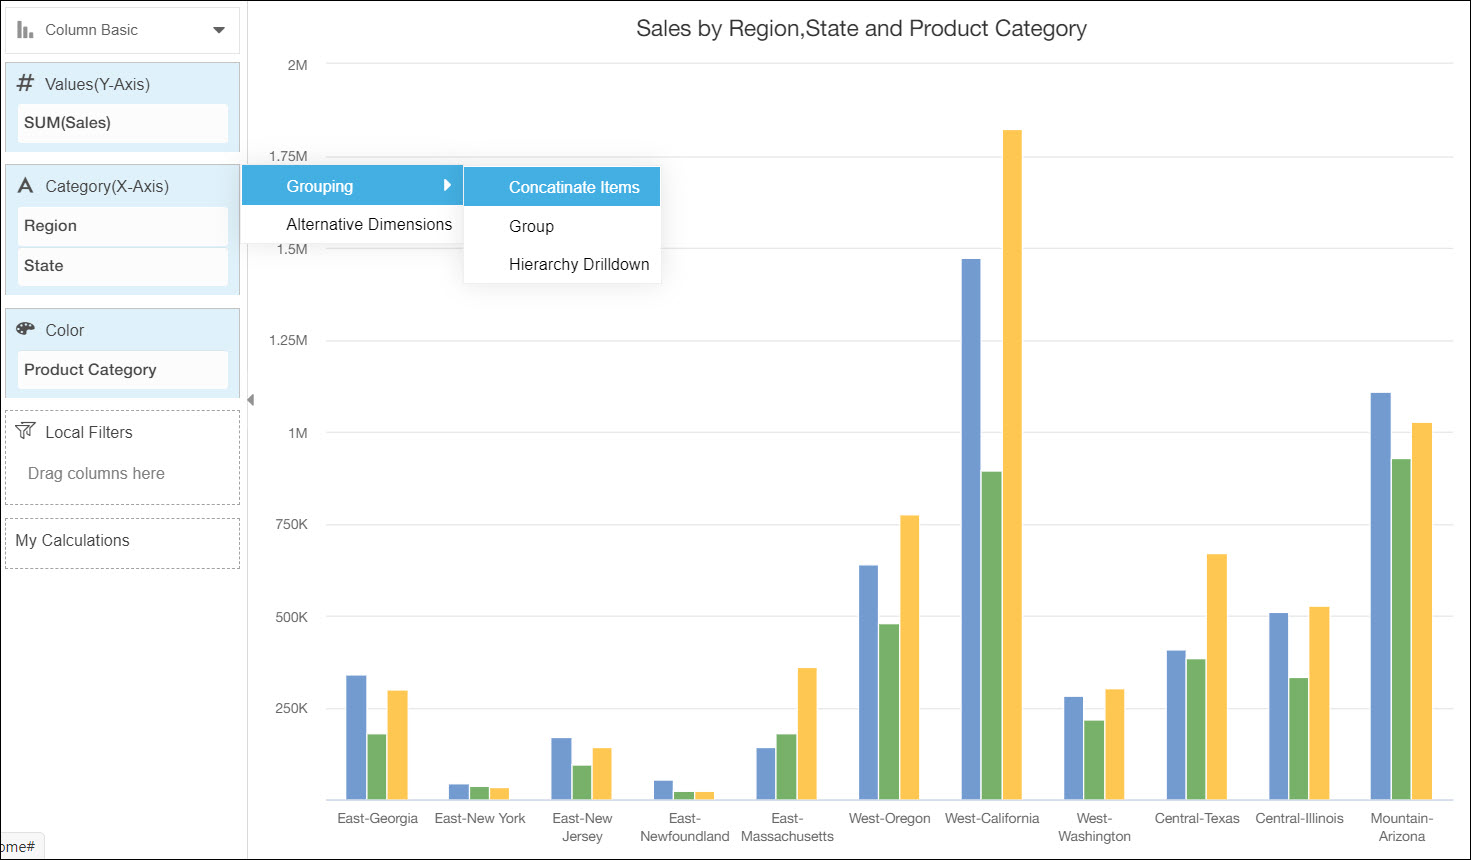 Column Basic
Values(Y-Axis)
SUM(Sales)
Category(X-Axis)
Region
State
Color
Product Category
Local Filters
Drag columns here
My Calculations
ome#
Grouping
Alternative Dimensions
Concatinate Items
Group
Hierarchy Drilldown
Sales by Region,State and Product Category
2M
1.75M
1.5M
1.25M
1M
750K
500K
250K
East-Georgia
East-New York
East-New
Jersey
East-
Newfoundland
East-
Massachusetts
West-Oregon
West-California
West-
Washington
Central-Texas
Central-Illinois
Mountain-
Arizona